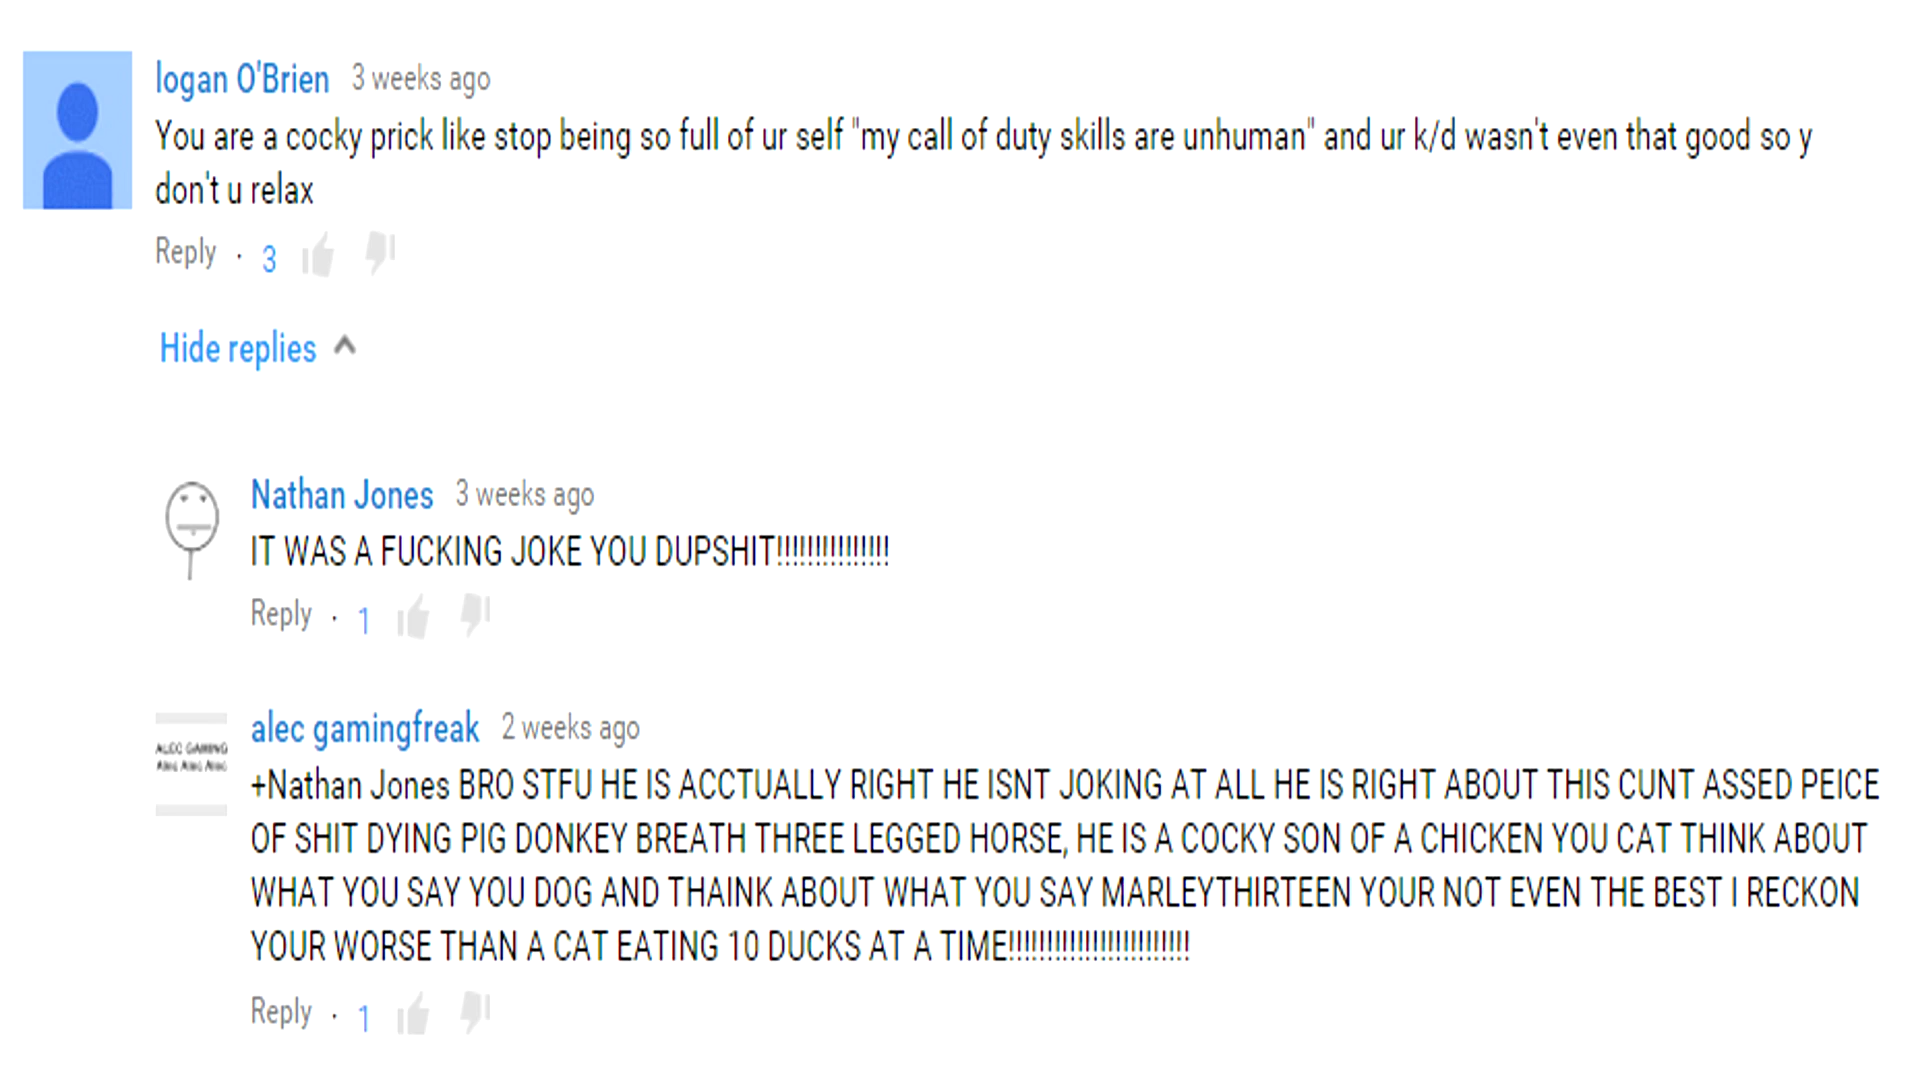 logan O'Brien 3 weeks ago
You are a cocky prick like stop being so full of ur self "my call of duty skills are unhuman" and ur k/d wasn't even that good so y
don't u relax
Reply · 3
Hide replies
Nathan Jones 3 weeks ago
IT WAS A FUCKING JOKE YOU DUPSHIT!!!!!!!!!!!!!!!
Reply · 1
alec gamingfreak 2 weeks ago
ALEC GAMING
+Nathan Jones BRO STFU HE IS ACCTUALLY RIGHT HE ISNT JOKING AT ALL HE IS RIGHT ABOUT THIS CUNT ASSED PEICE
OF SHIT DYING PIG DONKEY BREATH THREE LEGGED HORSE, HE IS A COCKY SON OF A CHICKEN YOU CAT THINK ABOUT
WHAT YOU SAY YOU DOG AND THAINK ABOUT WHAT YOU SAY MARLEYTHIRTEEN YOUR NOT EVEN THE BEST I RECKON
YOUR WORSE THAN A CAT EATING 10 DUCKS AT A TIME!!!!!!!!!!!!!!!!!!!!!!!!
Reply · 1